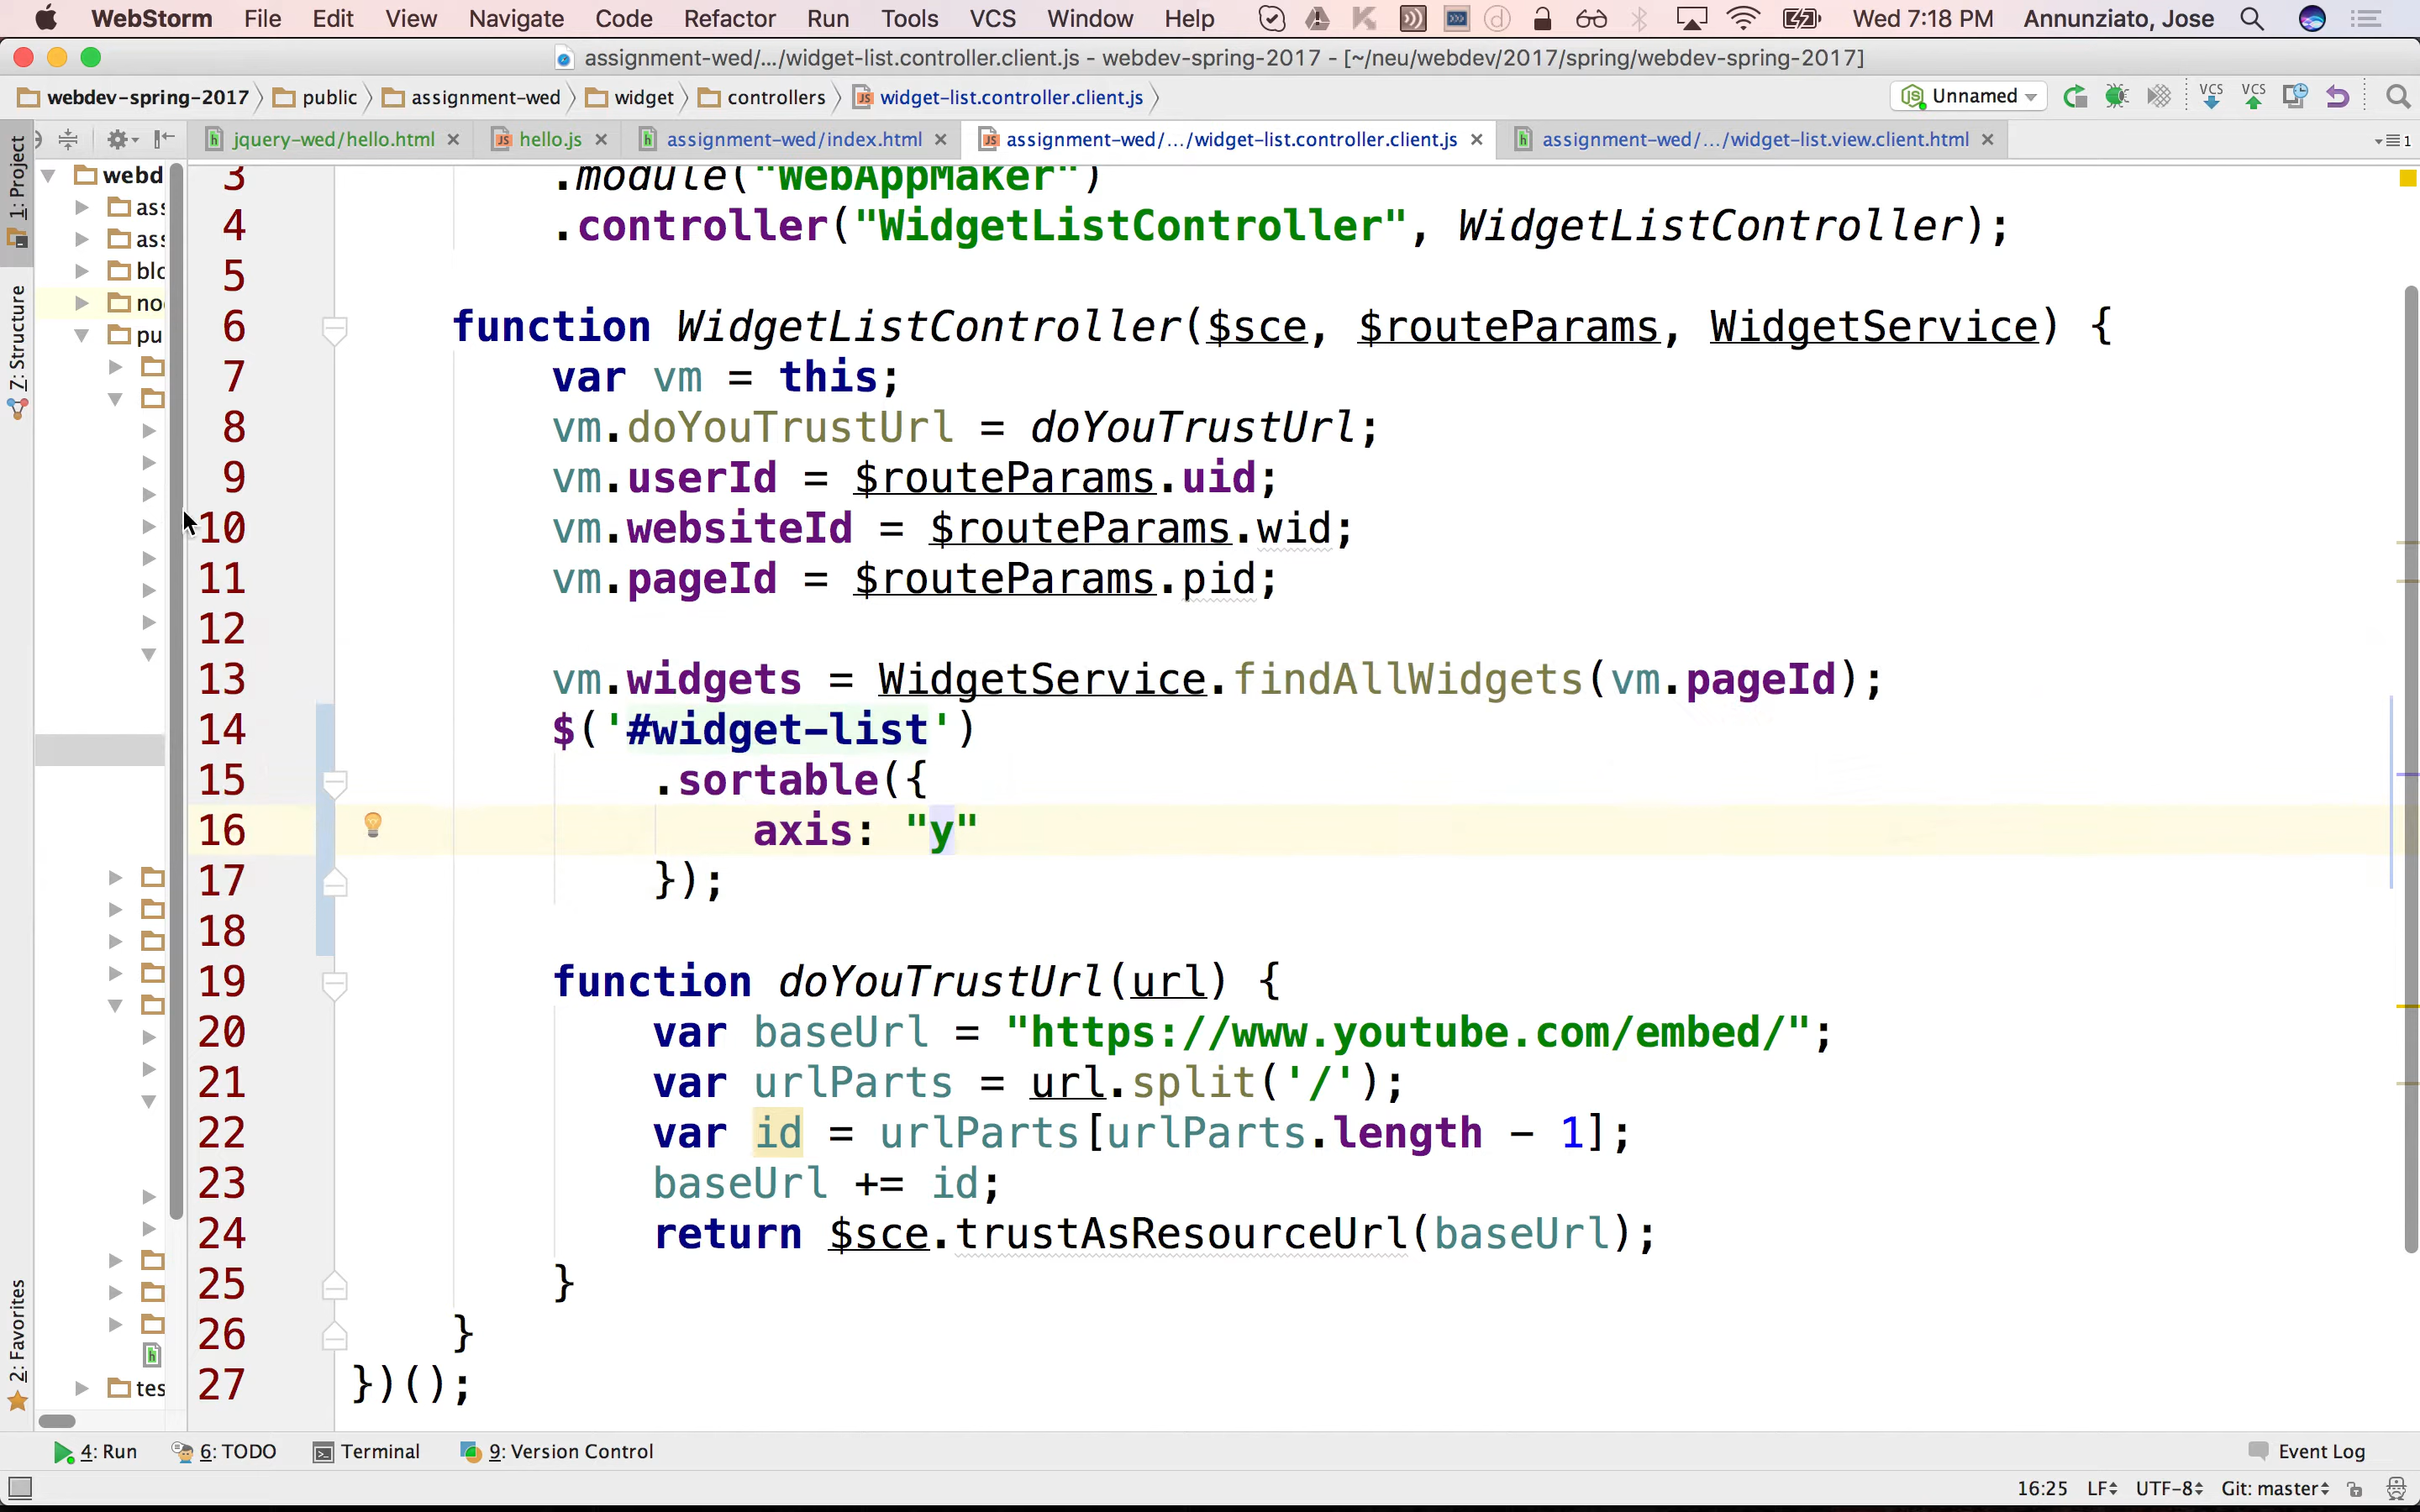 WebStorm File Edit View Navigate Code Refactor Run Tools VCS Window Help Wed 7:18 PM Annunziato, Jose
assignment-wed/.../widget-list.controller.client.js - webdev-spring-2017 - [~/neu/webdev/2017/spring/webdev-spring-2017]
webdev-spring-2017 public assignment-wed widget controllers widget-list.controller.client.js Unnamed VCS VCS
jquery-wed/hello.html hello.js assignment-wed/index.html assignment-wed/.../widget-list.controller.client.js assignment-wed/.../widget-list.view.client.html 1
1: Project
7: Structure
2: Favorites
webd
ass
ass
blo
no
pu
tes
3 .module("WebAppMaker")
4 .controller("WidgetListController", WidgetListController);
5
6 function WidgetListController($sce, $routeParams, WidgetService) {
7 var vm = this;
8 vm.doYouTrustUrl = doYouTrustUrl;
9 vm.userId = $routeParams.uid;
10 vm.websiteId = $routeParams.wid;
11 vm.pageId = $routeParams.pid;
12
13 vm.widgets = WidgetService.findAllWidgets(vm.pageId);
14 $('#widget-list')
15 .sortable({
16 axis: "y"
17 });
18
19 function doYouTrustUrl(url) {
20 var baseUrl = "https://www.youtube.com/embed/";
21 var urlParts = url.split('/');
22 var id = urlParts[urlParts.length - 1];
23 baseUrl += id;
24 return $sce.trustAsResourceUrl(baseUrl);
25 }
26 }
27 })();
4: Run 6: TODO Terminal 9: Version Control Event Log
16:25 LF UTF-8 Git: master